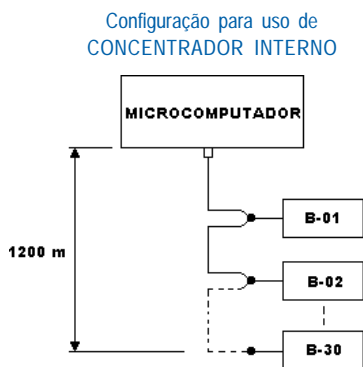 Configuração para uso de
CONCENTRADOR INTERNO
MICROCOMPUTADOR
B-01
1200 m
B-02
B-30